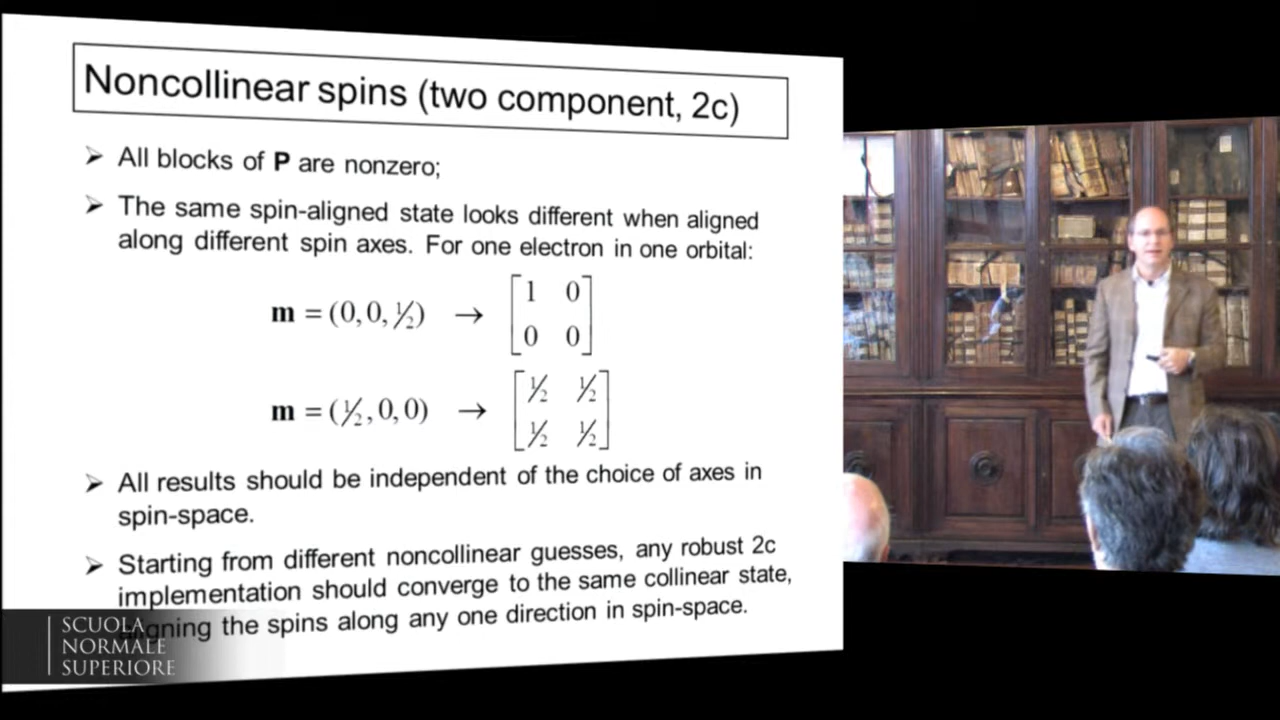 Noncollinear spins (two component, 2c)
➢ All blocks of P are nonzero;
➢ The same spin-aligned state looks different when aligned
along different spin axes. For one electron in one orbital:
m = (0,0,½) → [1 0
0 0]
m = (½,0,0) → [½ ½
½ ½]
➢ All results should be independent of the choice of axes in
spin-space.
➢ Starting from different noncollinear guesses, any robust 2c
implementation should converge to the same collinear state,
the spins along any one direction in spin-space.
SCUOLA
NORMALE
SUPERIORE